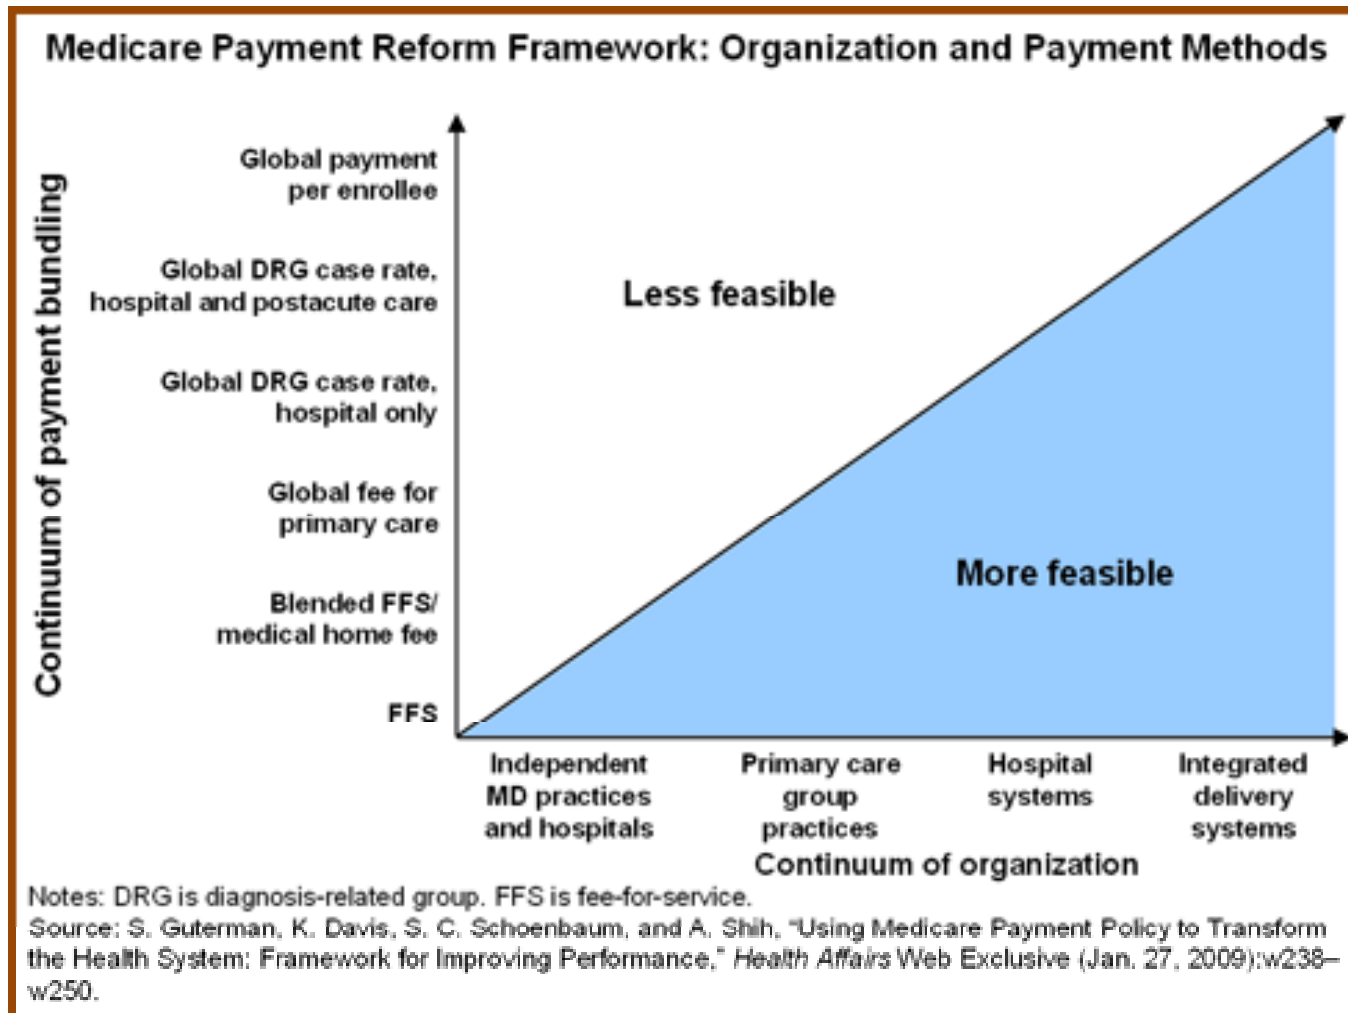 Medicare Payment Reform Framework: Organization and Payment Methods
Continuum of payment bundling
Global payment
per enrollee
Global DRG case rate,
hospital and postacute care
Global DRG case rate,
hospital only
Global fee for
primary care
Blended FFS/
medical home fee
FFS
Less feasible
More feasible
Independent
MD practices
and hospitals
Primary care
group
practices
Hospital
systems
Integrated
delivery
systems
Continuum of organization
Notes: DRG is diagnosis-related group. FFS is fee-for-service.
Source: S. Guterman, K. Davis, S. C. Schoenbaum, and A. Shih, “Using Medicare Payment Policy to Transform
the Health System: Framework for Improving Performance,” Health Affairs Web Exclusive (Jan. 27, 2009):w238–
w250.